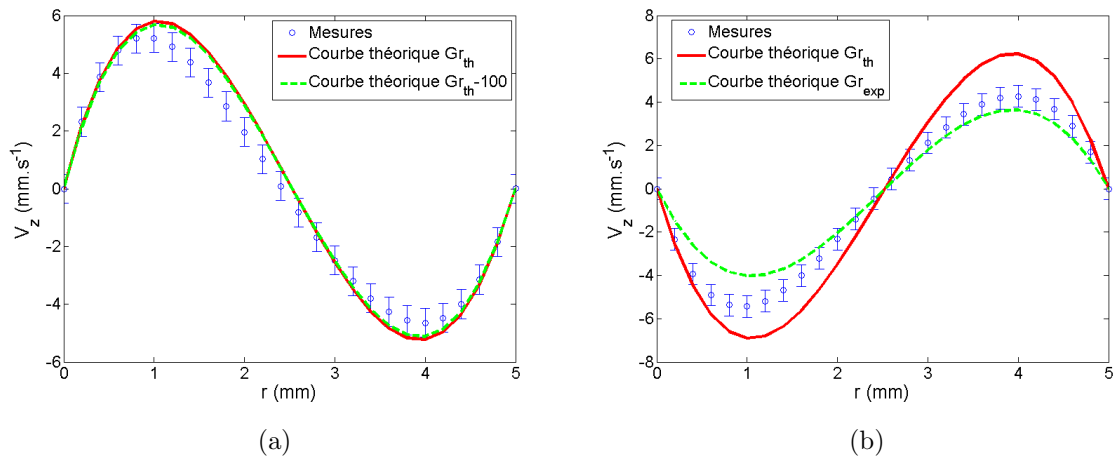 6
4
2
0
-2
-4
-6
0
1
2
3
4
5
V_z (mm.s⁻¹)
r (mm)
Mesures
Courbe théorique Gr_th
Courbe théorique Gr_th-100
(a)
8
6
4
2
0
-2
-4
-6
-8
0
1
2
3
4
5
V_z (mm.s⁻¹)
r (mm)
Mesures
Courbe théorique Gr_th
Courbe théorique Gr_exp
(b)